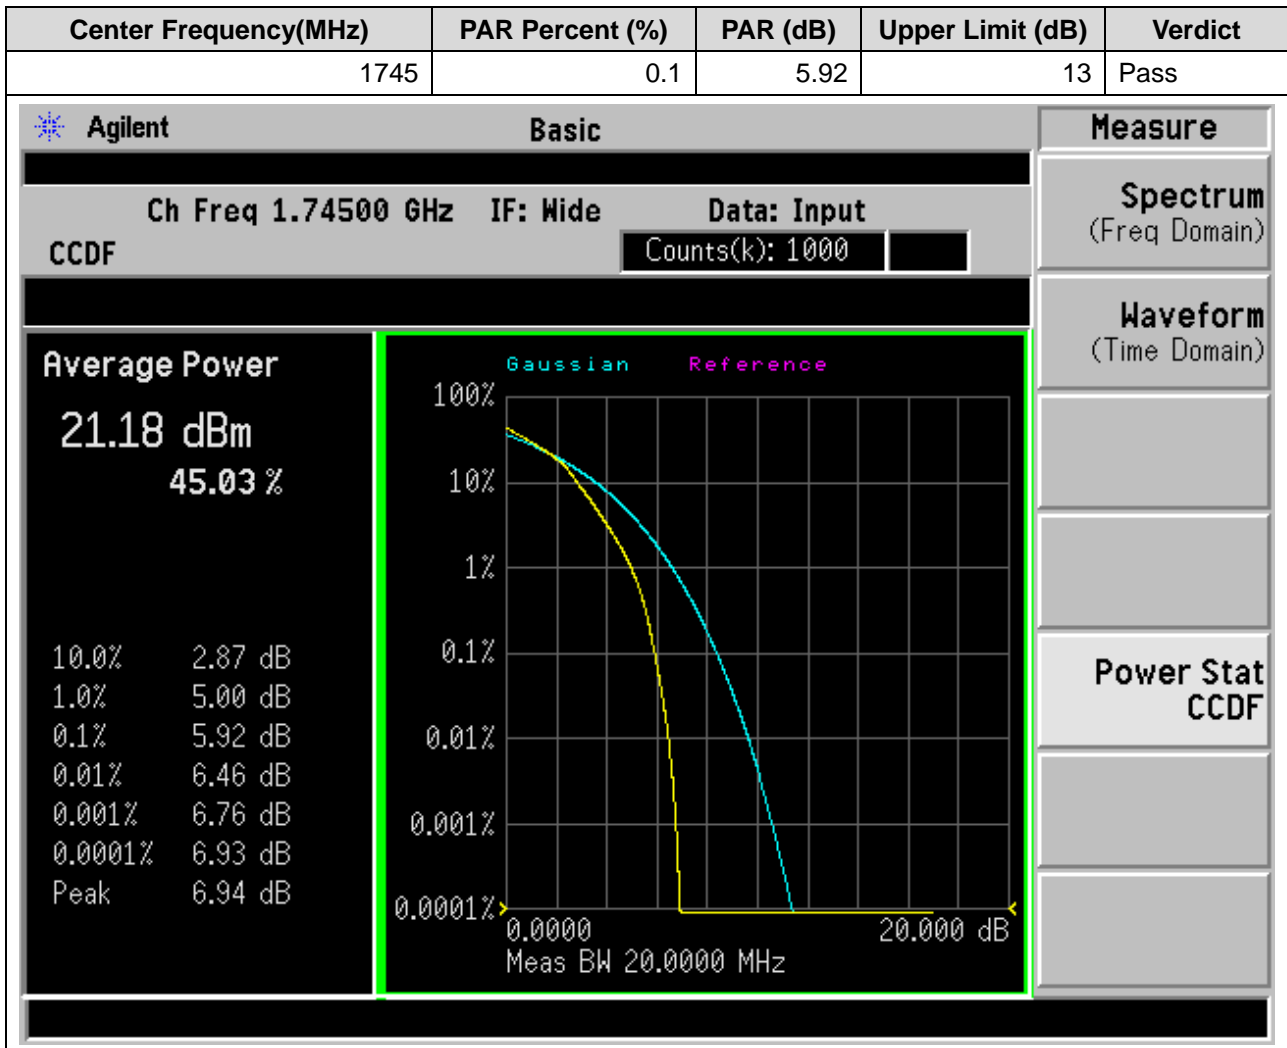 Center Frequency(MHz) PAR Percent (%) PAR (dB) Upper Limit (dB) Verdict
1745 0.1 5.92 13 Pass
Agilent Basic Measure
Ch Freq 1.74500 GHz IF: Wide Data: Input
CCDF Counts(k): 1000
Spectrum
(Freq Domain)
Waveform
(Time Domain)
Power Stat
CCDF
Average Power
21.18 dBm
45.03 %
10.0% 2.87 dB
1.0% 5.00 dB
0.1% 5.92 dB
0.01% 6.46 dB
0.001% 6.76 dB
0.0001% 6.93 dB
Peak 6.94 dB
Gaussian Reference
100%
10%
1%
0.1%
0.01%
0.001%
0.0001%
0.0000 20.000 dB
Meas BW 20.0000 MHz